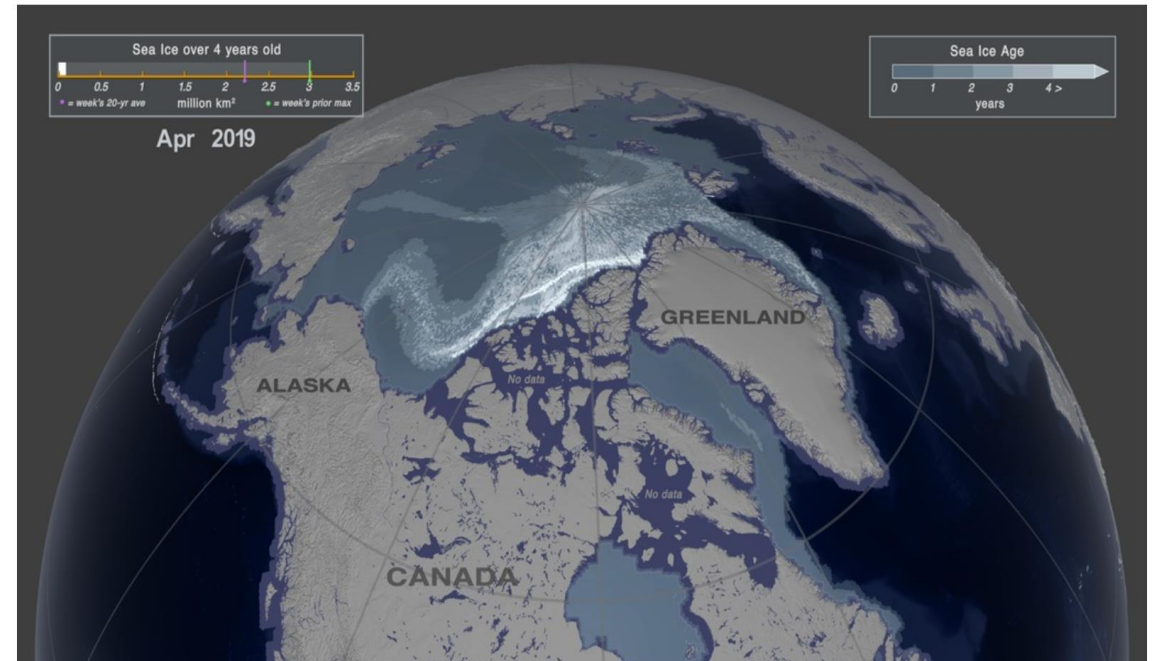 Sea Ice over 4 years old
0 0.5 1 1.5 2 2.5 3 3.5
= week's 20-yr ave million km² = week's prior max
Apr 2019
Sea Ice Age
0 1 2 3 4 >
years
GREENLAND
ALASKA
No data
No data
CANADA